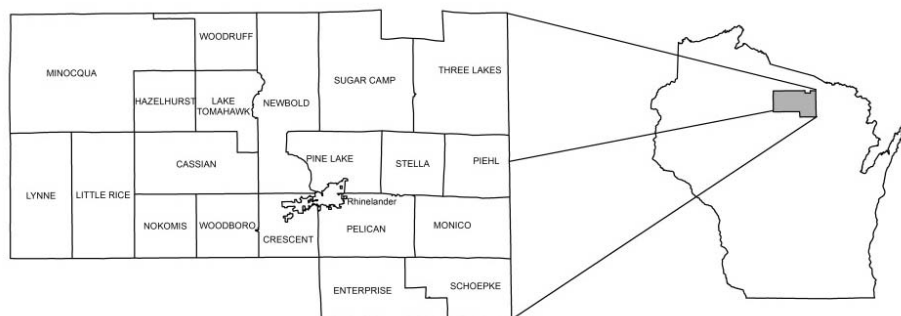 WOODRUFF
MINOCQUA
SUGAR CAMP
THREE LAKES
HAZELHURST
LAKE
TOMAHAWK
NEWBOLD
CASSIAN
PINE LAKE
STELLA
PIEHL
LYNNE
LITTLE RICE
Rhinelander
NOKOMIS
WOODBORO
CRESCENT
PELICAN
MONICO
ENTERPRISE
SCHOEPKE